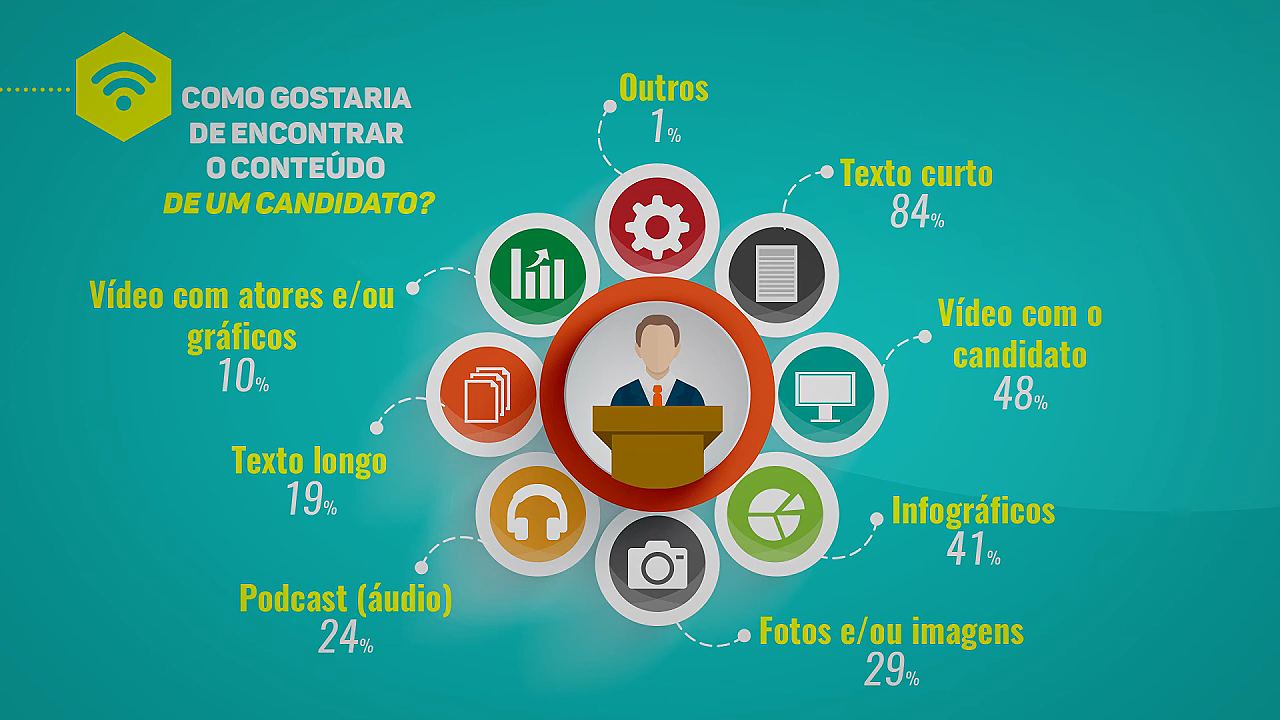 COMO GOSTARIA
DE ENCONTRAR
O CONTEÚDO
DE UM CANDIDATO?
Outros
1%
Texto curto
84%
Vídeo com o
candidato
48%
Infográficos
41%
Fotos e/ou imagens
29%
Podcast (áudio)
24%
Texto longo
19%
Vídeo com atores e/ou
gráficos
10%